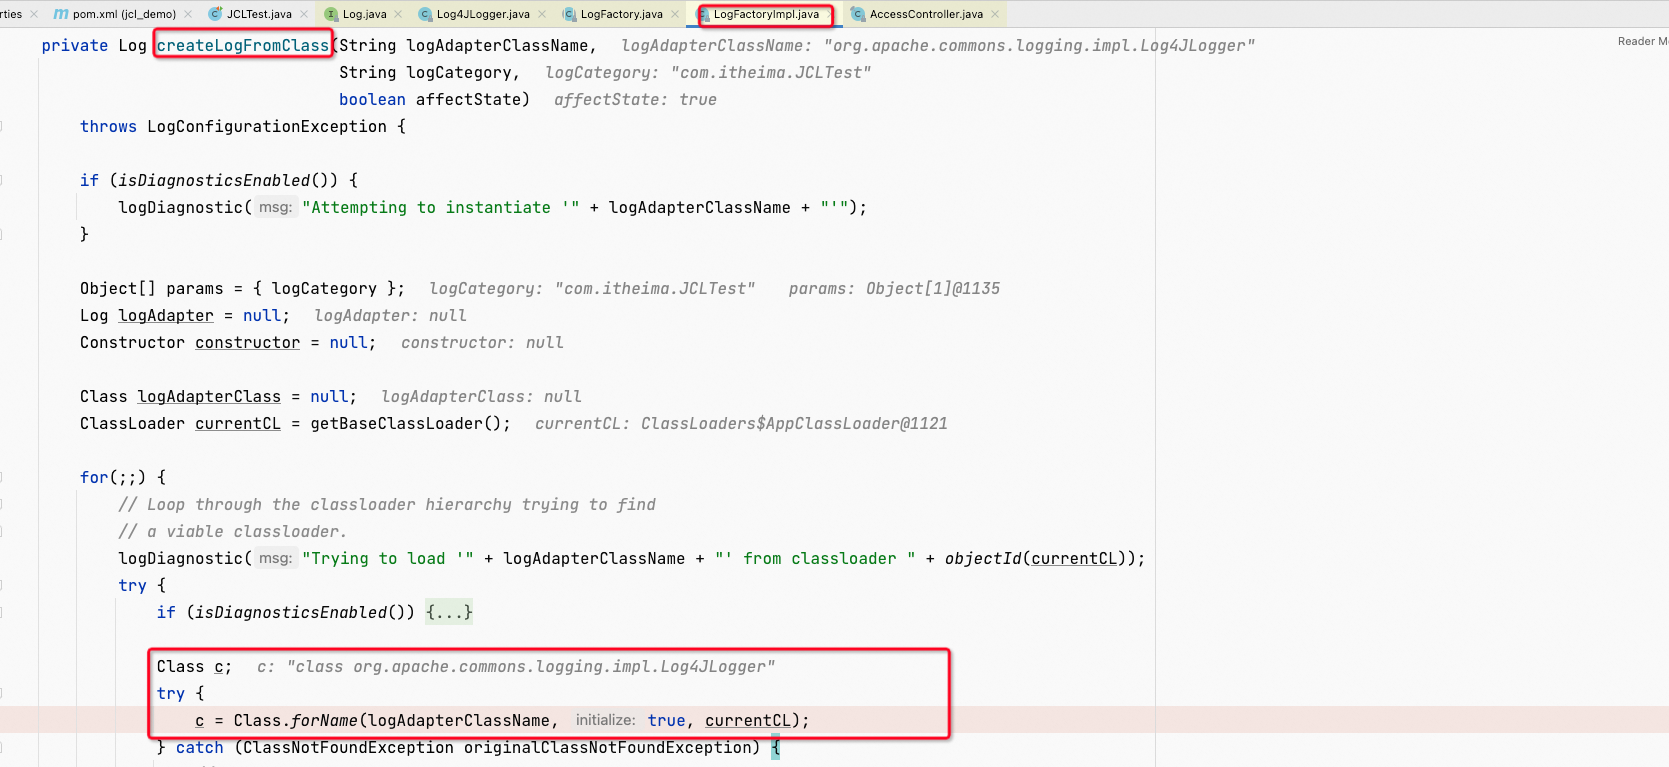 rties pom.xml (jcl_demo) JCLTest.java Log.java Log4JLogger.java LogFactory.java LogFactoryImpl.java AccessController.java
private Log createLogFromClass(String logAdapterClassName, logAdapterClassName: "org.apache.commons.logging.impl.Log4JLogger" Reader M
String logCategory, logCategory: "com.itheima.JCLTest"
boolean affectState) affectState: true
throws LogConfigurationException {
if (isDiagnosticsEnabled()) {
logDiagnostic( msg: "Attempting to instantiate '" + logAdapterClassName + "'");
}
Object[] params = { logCategory }; logCategory: "com.itheima.JCLTest" params: Object[1]@1135
Log logAdapter = null; logAdapter: null
Constructor constructor = null; constructor: null
Class logAdapterClass = null; logAdapterClass: null
ClassLoader currentCL = getBaseClassLoader(); currentCL: ClassLoaders$AppClassLoader@1121
for(;;) {
// Loop through the classloader hierarchy trying to find
// a viable classloader.
logDiagnostic( msg: "Trying to load '" + logAdapterClassName + "' from classloader " + objectId(currentCL));
try {
if (isDiagnosticsEnabled()) {...}
Class c; c: "class org.apache.commons.logging.impl.Log4JLogger"
try {
c = Class.forName(logAdapterClassName, initialize: true, currentCL);
} catch (ClassNotFoundException originalClassNotFoundException) {